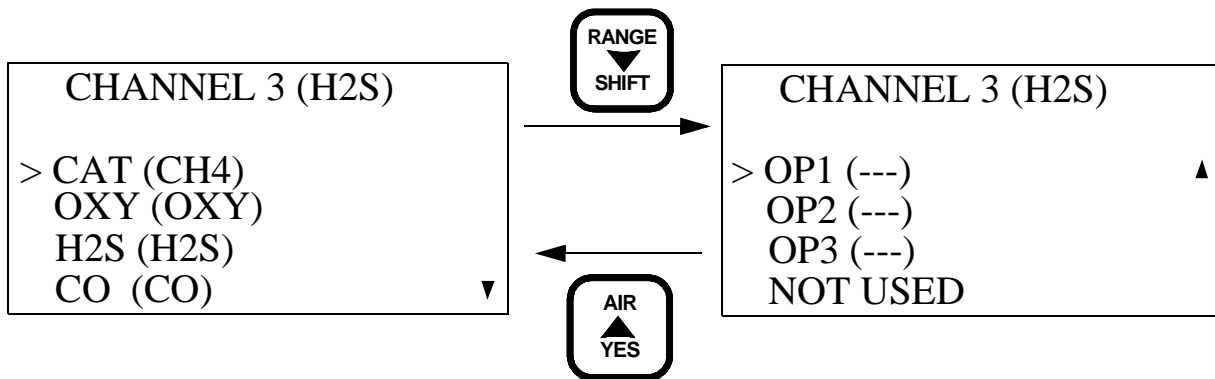 CHANNEL 3 (H2S)
> CAT (CH4)
OXY (OXY)
H2S (H2S)
CO (CO)
RANGE
SHIFT
AIR
YES
CHANNEL 3 (H2S)
> OP1 (---)
OP2 (---)
OP3 (---)
NOT USED